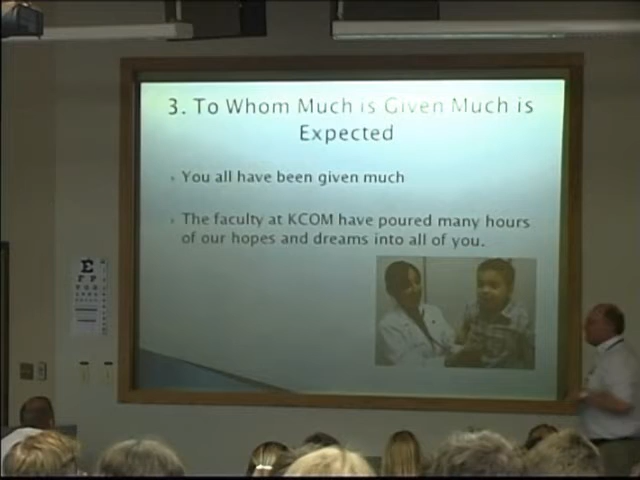 3. To Whom Much is Given Much is
Expected
You all have been given much
The faculty at KCOM have poured many hours
of our hopes and dreams into all of you.
E
F P